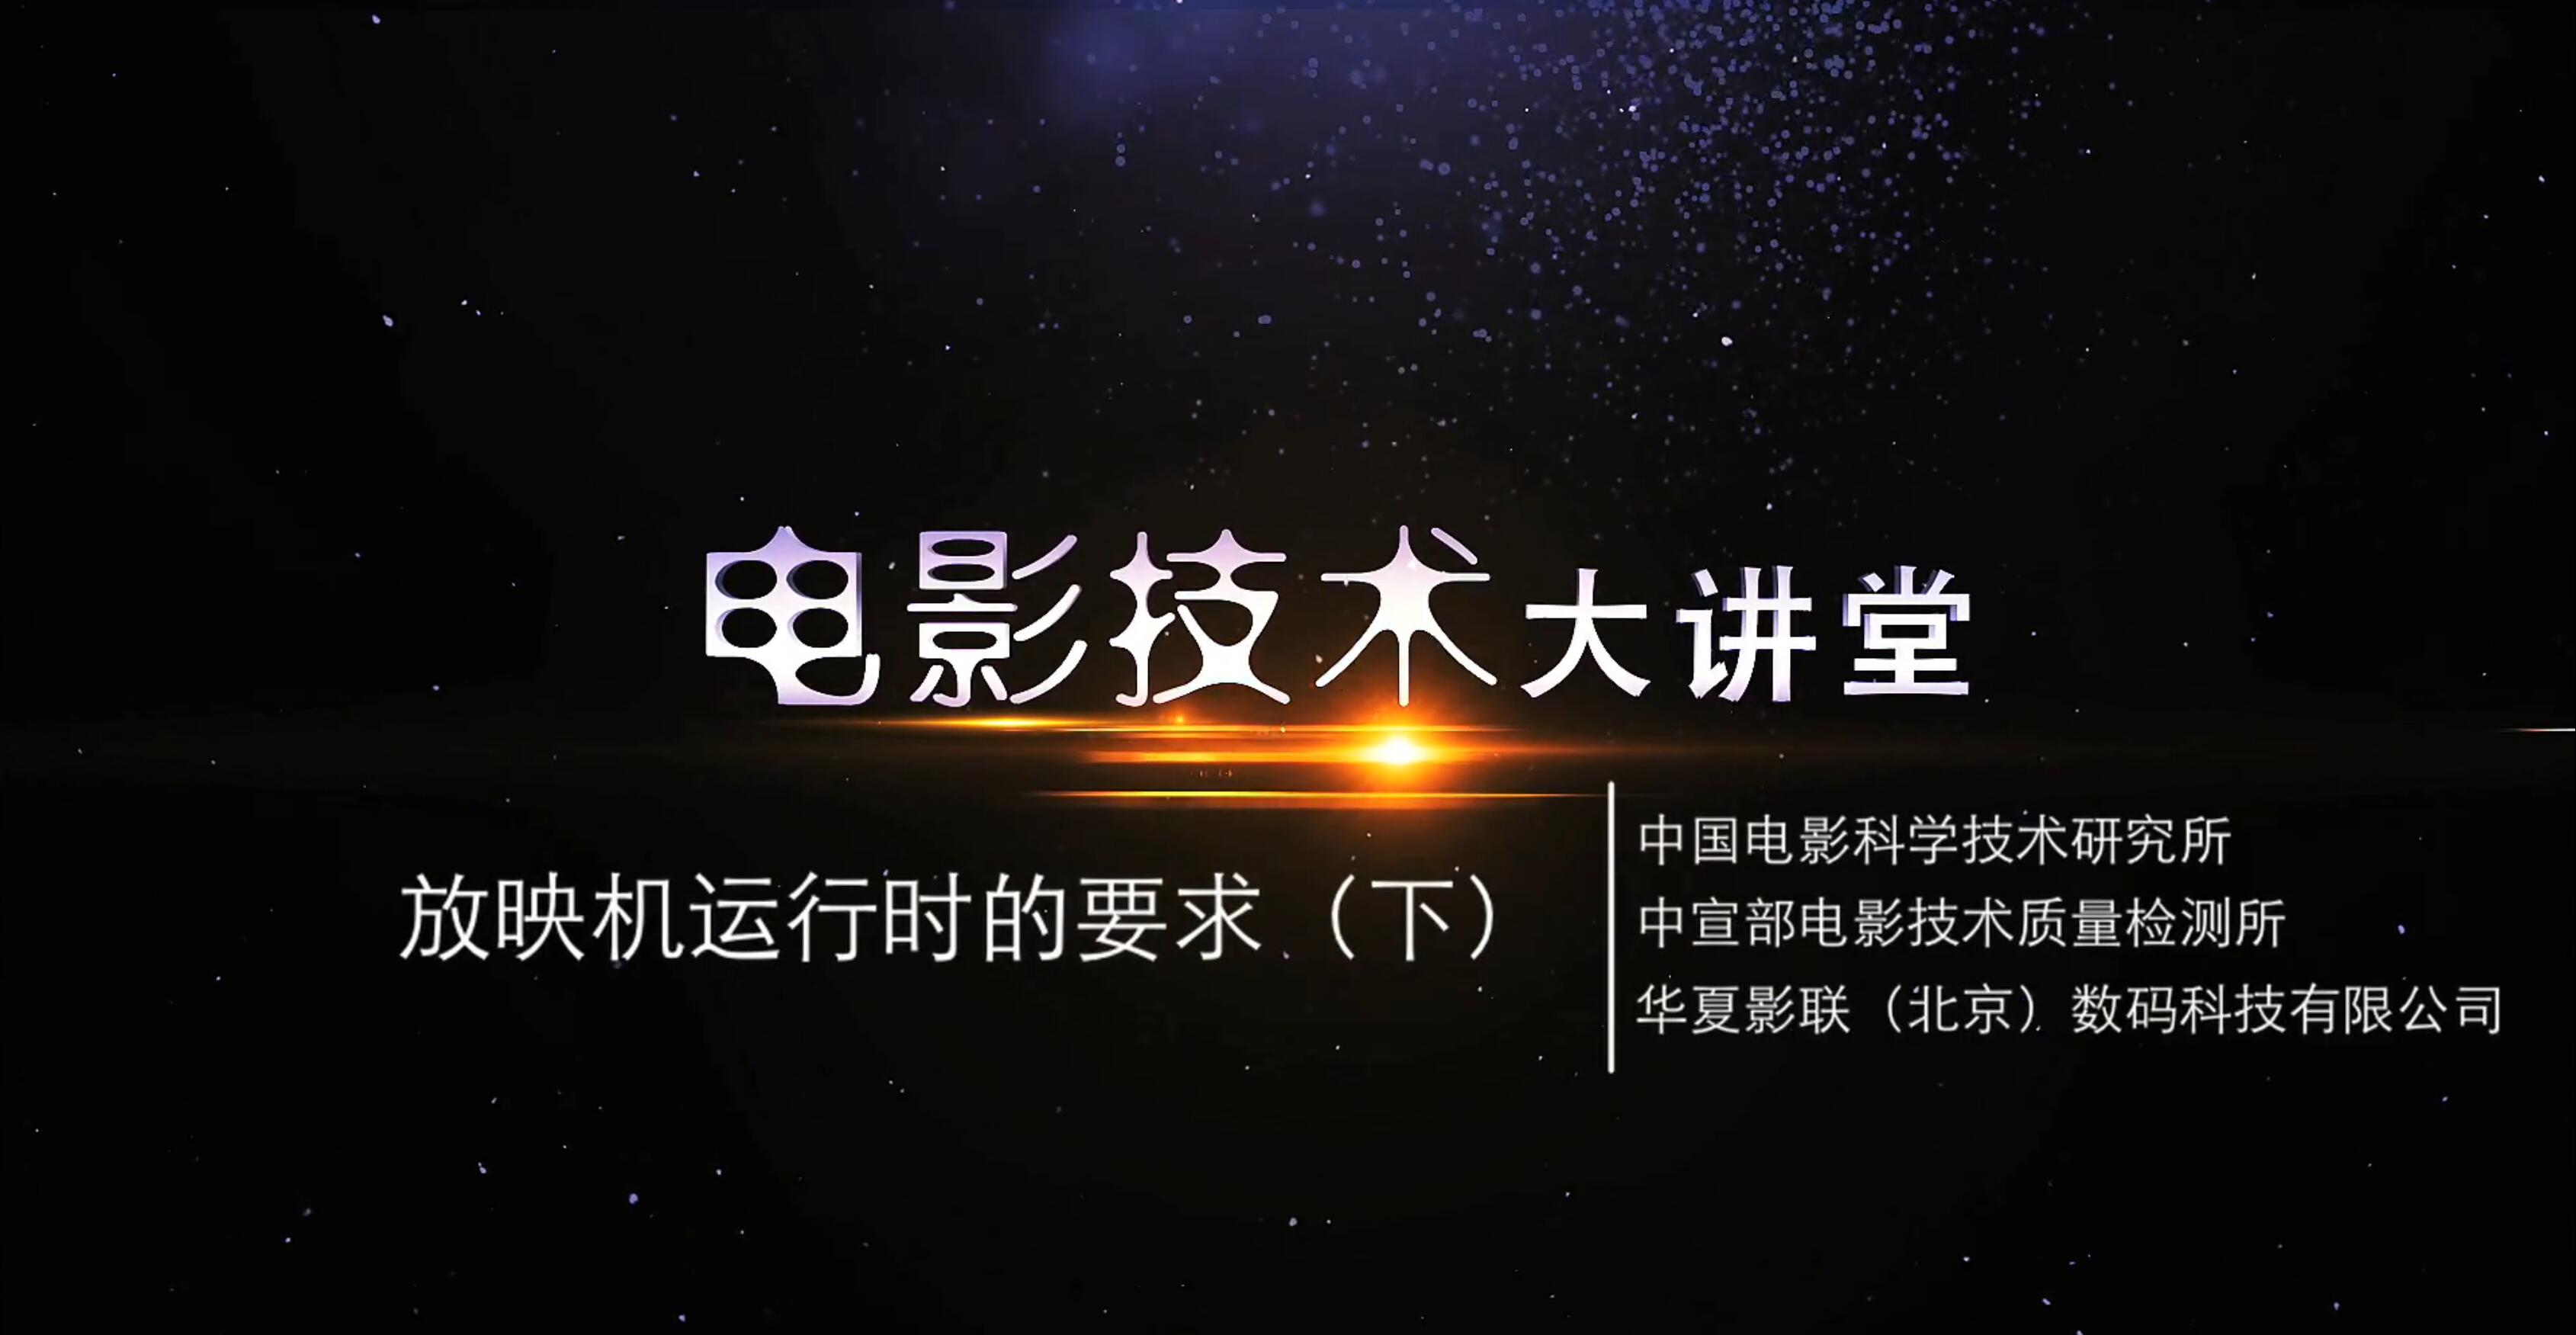 电影技术大讲堂
放映机运行时的要求（下）
中国电影科学技术研究所
中宣部电影技术质量检测所
华夏影联（北京）数码科技有限公司